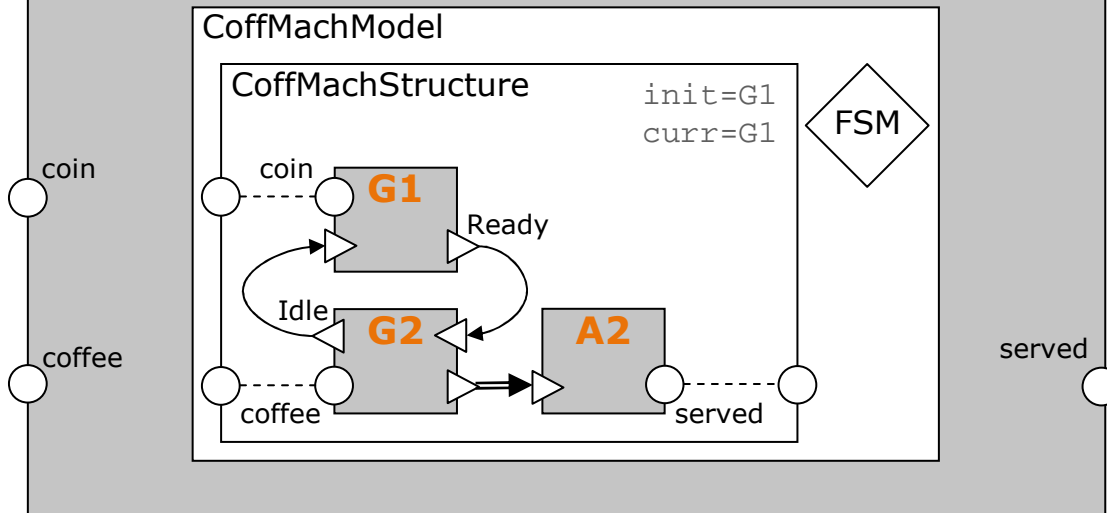 CoffMachModel
CoffMachStructure
init=G1
curr=G1
FSM
coin
coin
G1
Ready
Idle
G2
A2
coffee
served
coffee
served